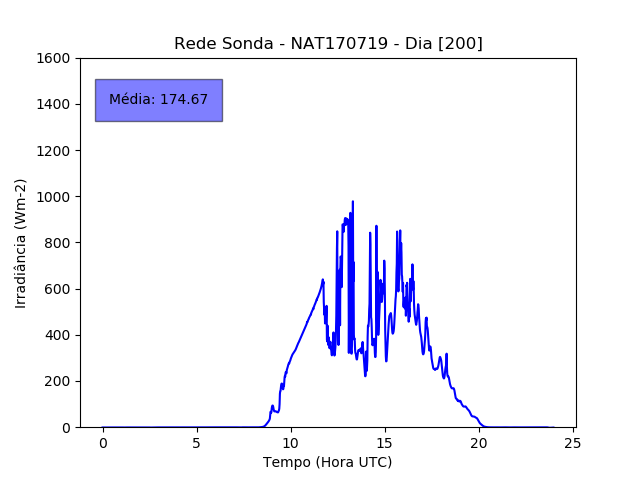 Rede Sonda - NAT170719 - Dia [200]
Média: 174.67
Irradiância (Wm-2)
1600
1400
1200
1000
800
600
400
200
0
0 5 10 15 20 25
Tempo (Hora UTC)